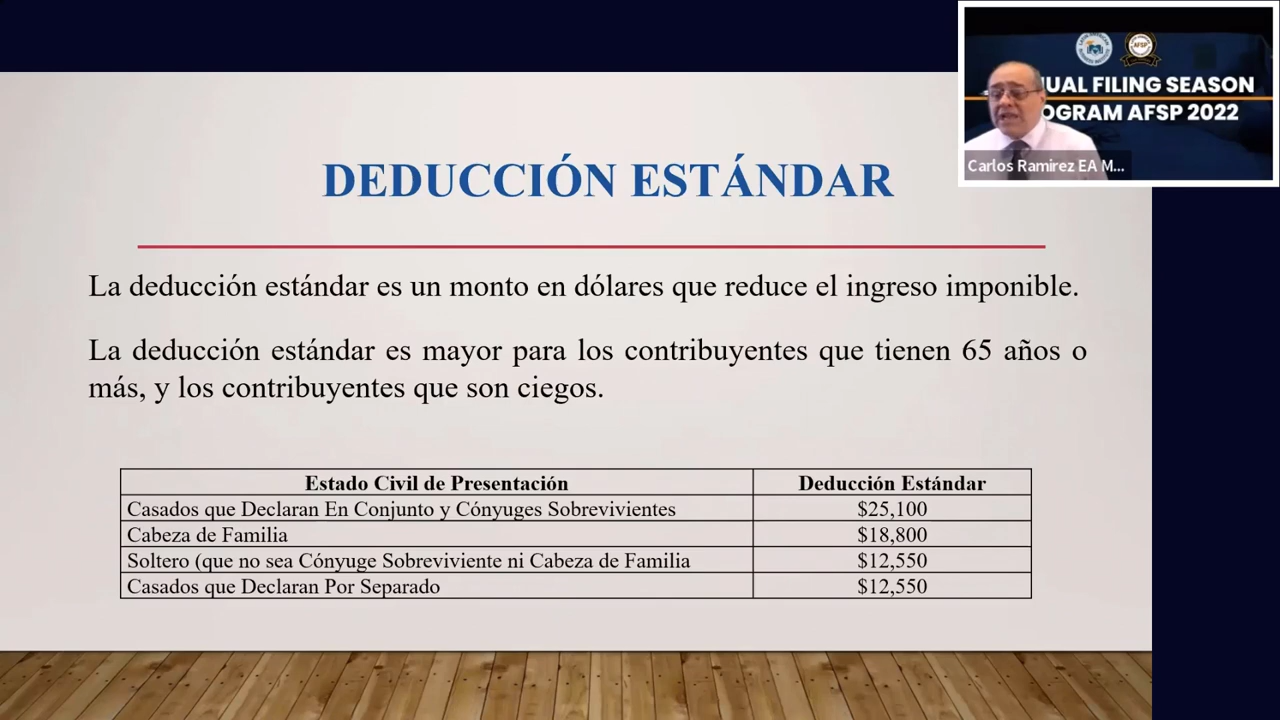 UAL FILING SEASON
OGRAM AFSP 2022
AFSP
Carlos Ramirez EA M...
DEDUCCIÓN ESTÁNDAR
La deducción estándar es un monto en dólares que reduce el ingreso imponible.
La deducción estándar es mayor para los contribuyentes que tienen 65 años o
más, y los contribuyentes que son ciegos.
Estado Civil de Presentación Deducción Estándar
Casados que Declaran En Conjunto y Cónyuges Sobrevivientes $25,100
Cabeza de Familia $18,800
Soltero (que no sea Cónyuge Sobreviviente ni Cabeza de Familia $12,550
Casados que Declaran Por Separado $12,550